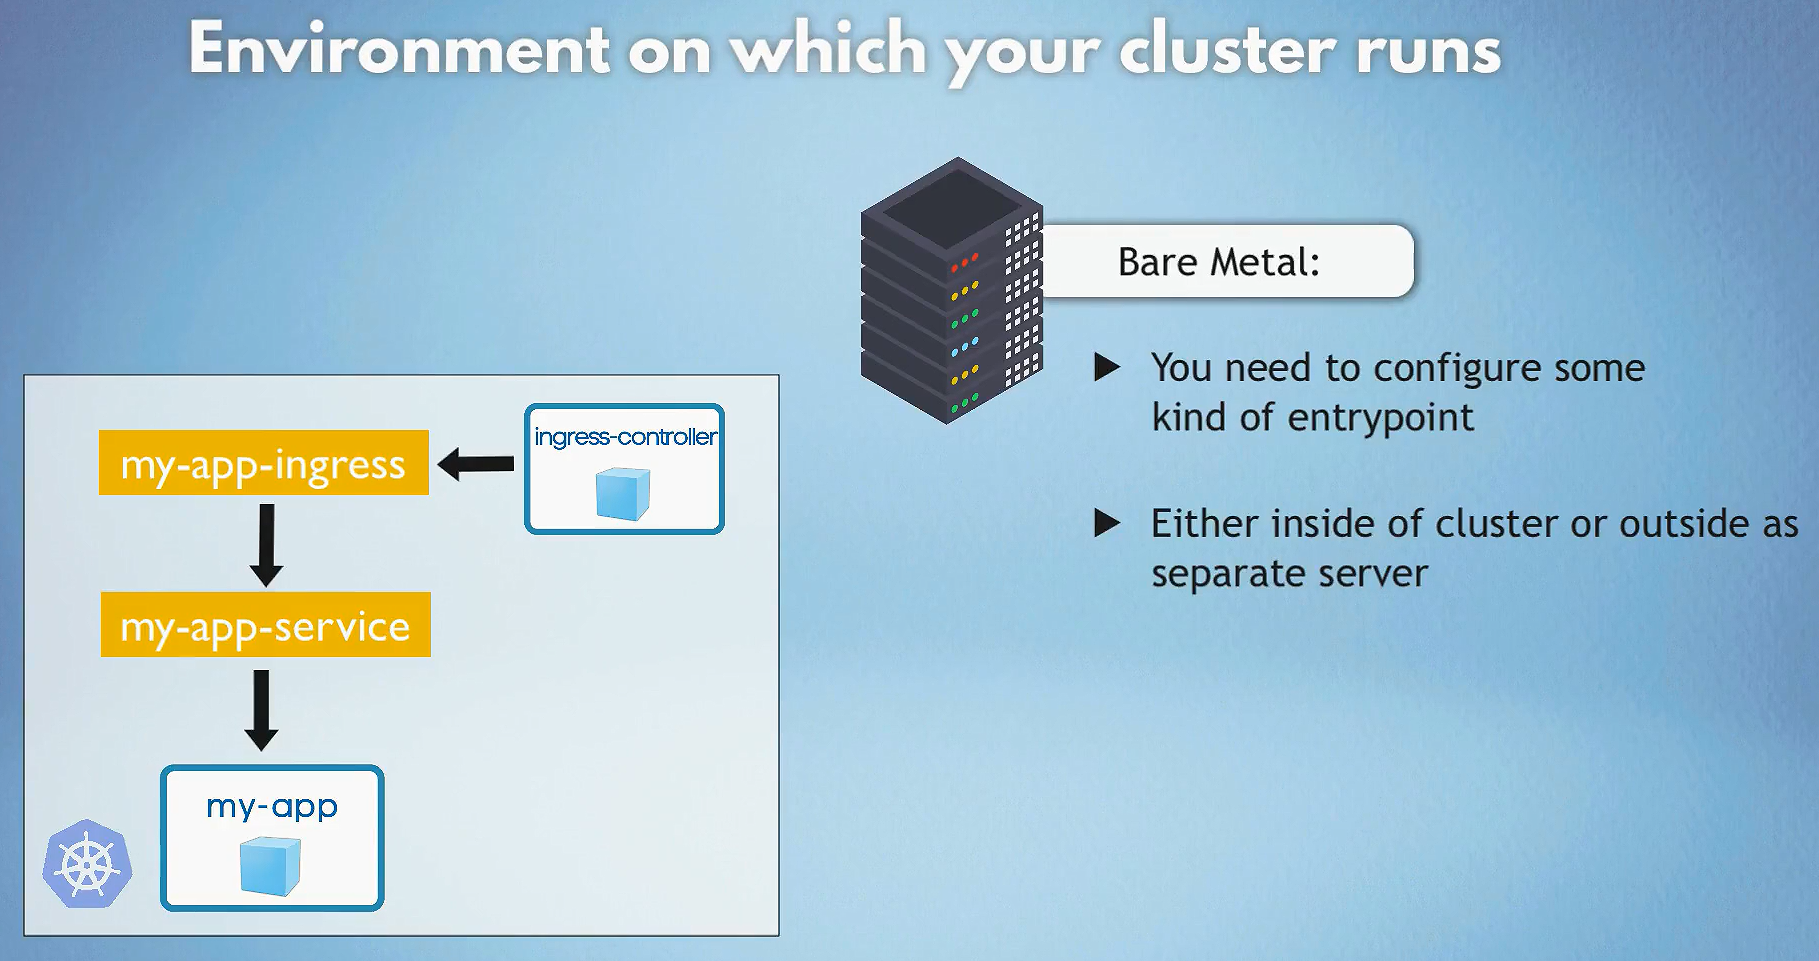 Environment on which your cluster runs
Bare Metal:
You need to configure some
kind of entrypoint
Either inside of cluster or outside as
separate server
my-app-ingress
ingress-controller
my-app-service
my-app